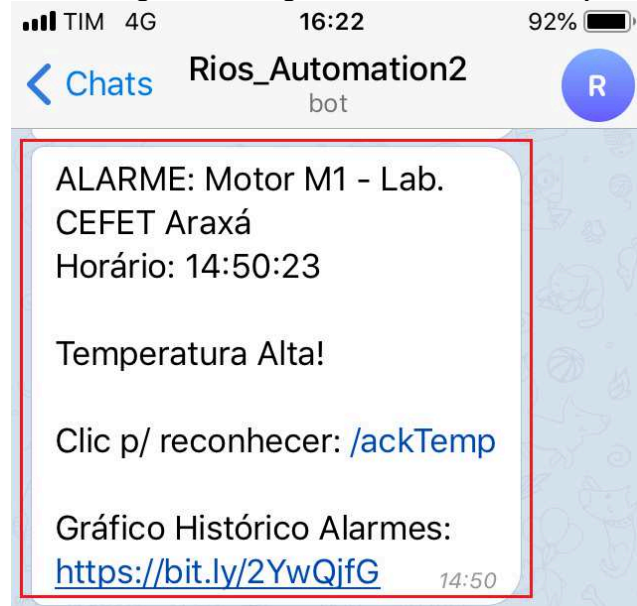 TIM 4G 16:22 92%
Chats Rios_Automation2 R
bot
ALARME: Motor M1 - Lab.
CEFET Araxá
Horário: 14:50:23
Temperatura Alta!
Clic p/ reconhecer: /ackTemp
Gráfico Histórico Alarmes:
https://bit.ly/2YwQjfG 14:50